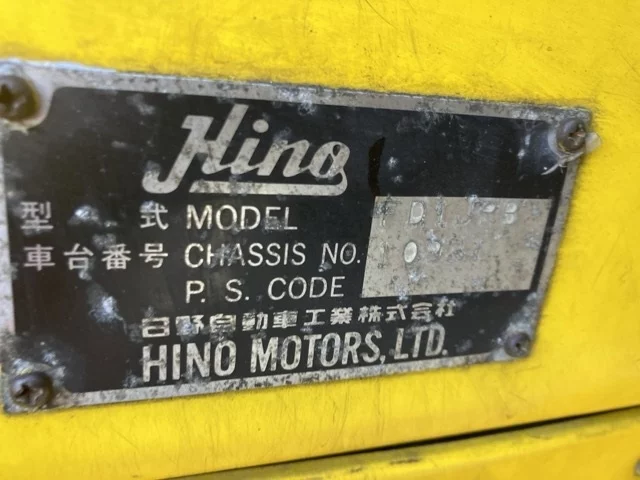 Hino
型 式 MODEL
車台番号 CHASSIS NO.
P. S. CODE
日野自動車工業株式会社
HINO MOTORS, LTD.